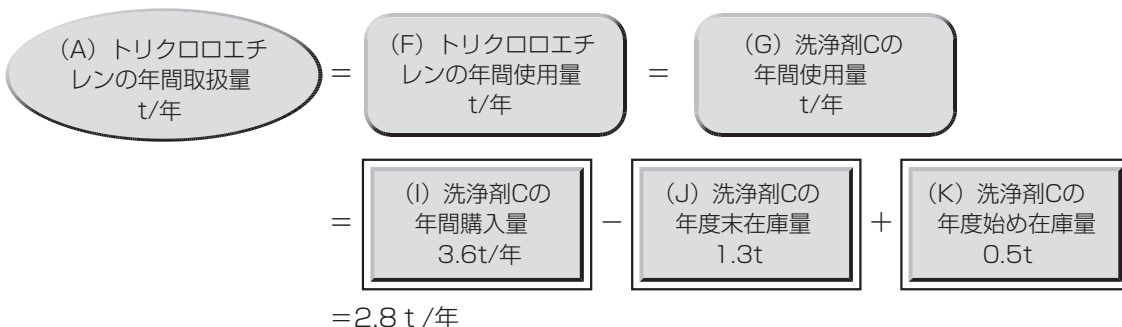 (A) トリクロロエチ
レンの年間取扱量
t/年
=
(F) トリクロロエチ
レンの年間使用量
t/年
=
(G) 洗浄剤Cの
年間使用量
t/年
=
(I) 洗浄剤Cの
年間購入量
3.6t/年
−
(J) 洗浄剤Cの
年度末在庫量
1.3t
+
(K) 洗浄剤Cの
年度始め在庫量
0.5t
=2.8 t /年